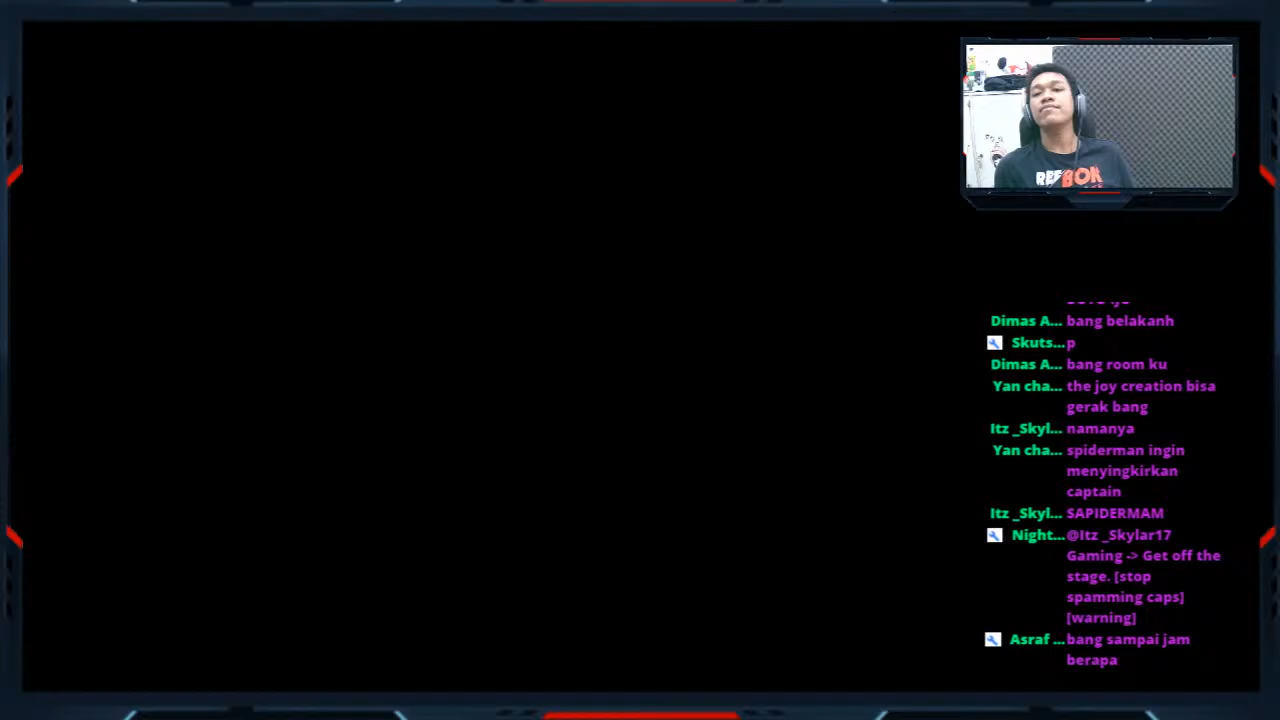 REEBOK
Dimas A... bang belakanh
Skuts... p
Dimas A... bang room ku
Yan cha... the joy creation bisa
gerak bang
Itz _Skyl... namanya
Yan cha... spiderman ingin
menyingkirkan
captain
Itz _Skyl... SAPIDERMAM
Night... @Itz _Skylar17
Gaming -> Get off the
stage. [stop
spamming caps]
[warning]
Asraf ... bang sampai jam
berapa